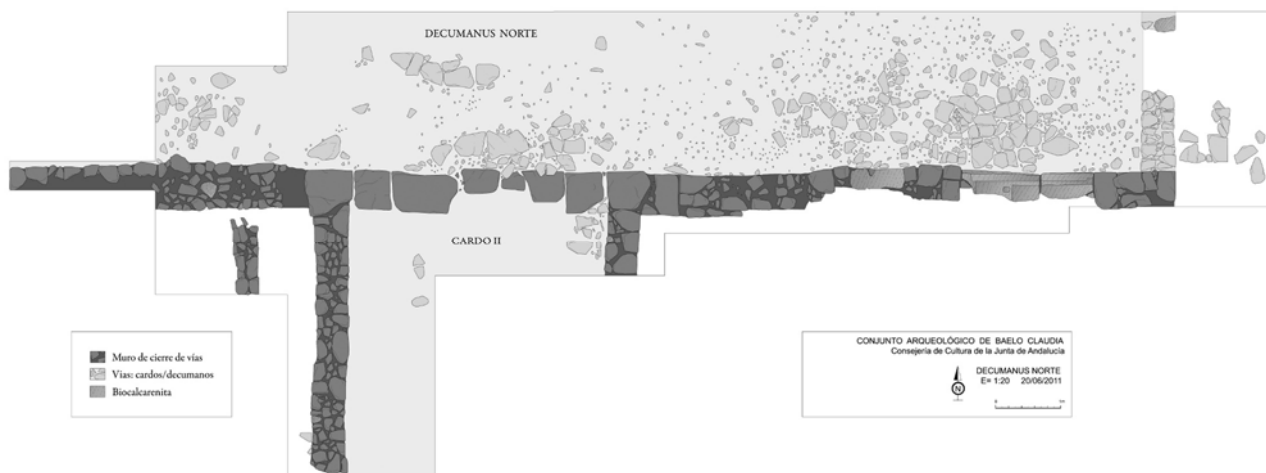 DECUMANUS NORTE
CARDO II
Muro de cierre de vías
Vías: cardos/decumanos
Biocalcarenita
CONJUNTO ARQUEOLÓGICO DE BAELO CLAUDIA
Consejería de Cultura de la Junta de Andalucía
N
DECUMANUS NORTE
E= 1:20 20/06/2011